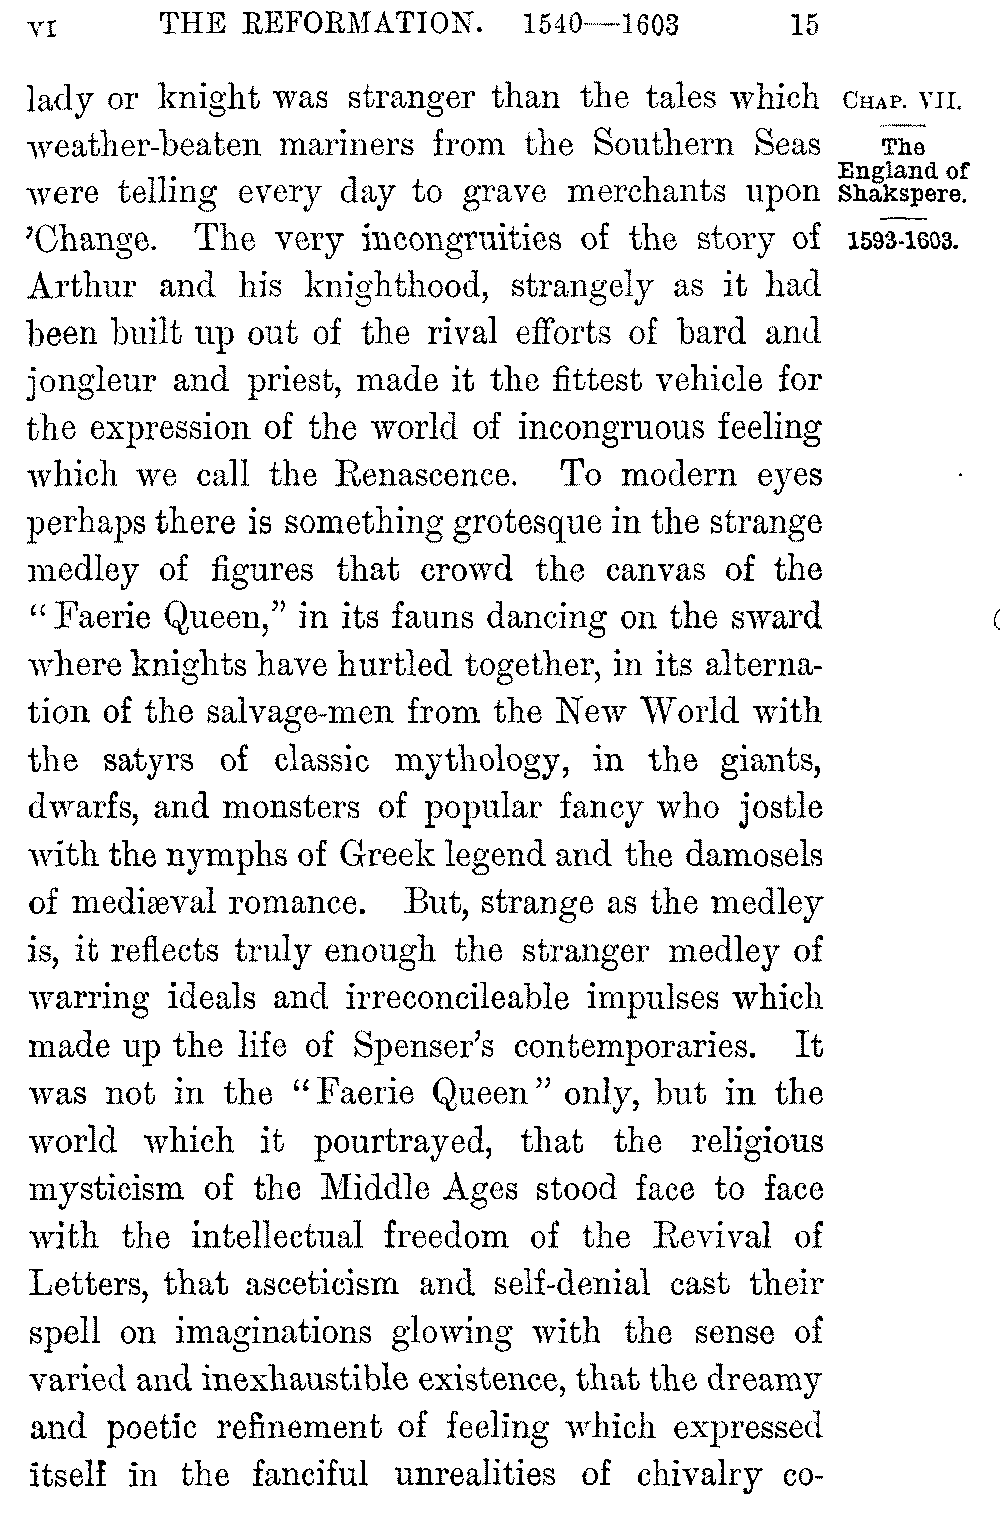 VI THE REFORMATION. 1540—1603 15
lady or knight was stranger than the tales which
weather-beaten mariners from the Southern Seas
were telling every day to grave merchants upon
’Change. The very incongruities of the story of
Arthur and his knighthood, strangely as it had
been built up out of the rival efforts of bard and
jongleur and priest, made it the fittest vehicle for
the expression of the world of incongruous feeling
which we call the Renascence. To modern eyes
perhaps there is something grotesque in the strange
medley of figures that crowd the canvas of the
“Faerie Queen,” in its fauns dancing on the sward
where knights have hurtled together, in its alterna-
tion of the salvage-men from the New World with
the satyrs of classic mythology, in the giants,
dwarfs, and monsters of popular fancy who jostle
with the nymphs of Greek legend and the damosels
of mediæval romance. But, strange as the medley
is, it reflects truly enough the stranger medley of
warring ideals and irreconcileable impulses which
made up the life of Spenser’s contemporaries. It
was not in the “Faerie Queen” only, but in the
world which it pourtrayed, that the religious
mysticism of the Middle Ages stood face to face
with the intellectual freedom of the Revival of
Letters, that asceticism and self-denial cast their
spell on imaginations glowing with the sense of
varied and inexhaustible existence, that the dreamy
and poetic refinement of feeling which expressed
itself in the fanciful unrealities of chivalry co-
CHAP. VII.
The
England of
Shakspere.
1593-1603.